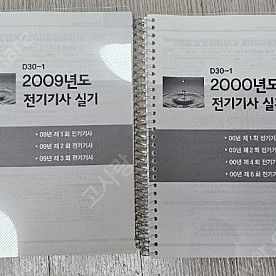 D30-1
2009년도
전기기사 실기
• 09년 제 1 회 전기기사
• 09년 제 2 회 전기기사
• 09년 제 3 회 전기기사
D30-1
2000년도
전기기사 실
• 00년 제 1 회 전기기사
• 00년 제 2 회 전기기사
• 00년 제 4 회 전기기사
• 00년 제 6 회 전기기사